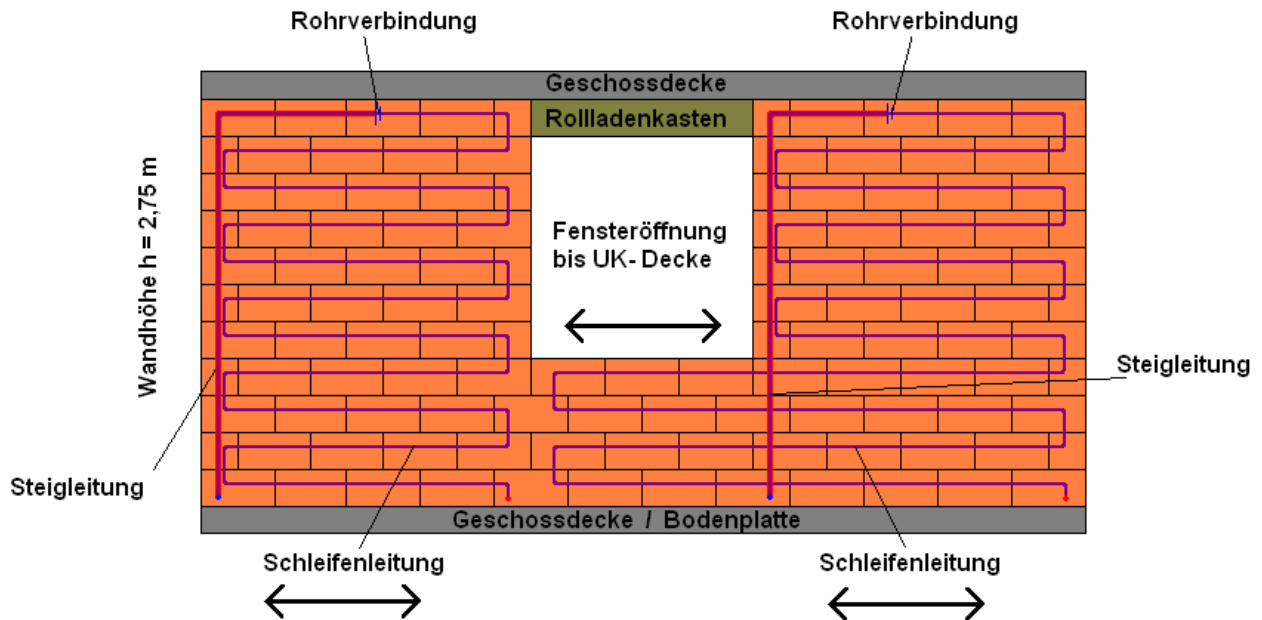 Rohrverbindung
Rohrverbindung
Geschossdecke
Rollladenkasten
Wandhöhe h = 2,75 m
Fensteröffnung
bis UK- Decke
Steigleitung
Steigleitung
Geschossdecke / Bodenplatte
Schleifenleitung
Schleifenleitung